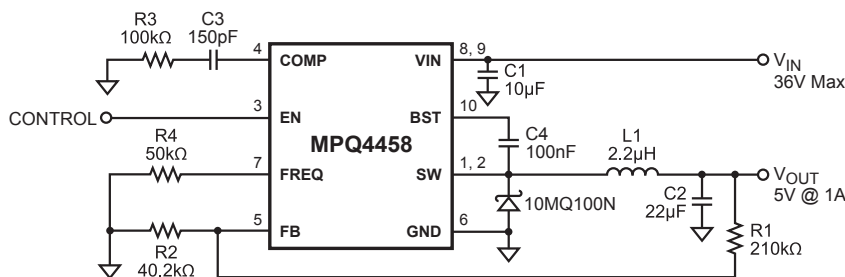 R3
100kΩ
C3
150pF
4
COMP
VIN
8, 9
VIN
36V Max
C1
10µF
CONTROL
3
EN
BST
10
MPQ4458
C4
100nF
R4
50kΩ
7
FREQ
SW
1, 2
L1
2.2µH
VOUT
5V @ 1A
10MQ100N
C2
22µF
R2
40.2kΩ
5
FB
GND
6
R1
210kΩ